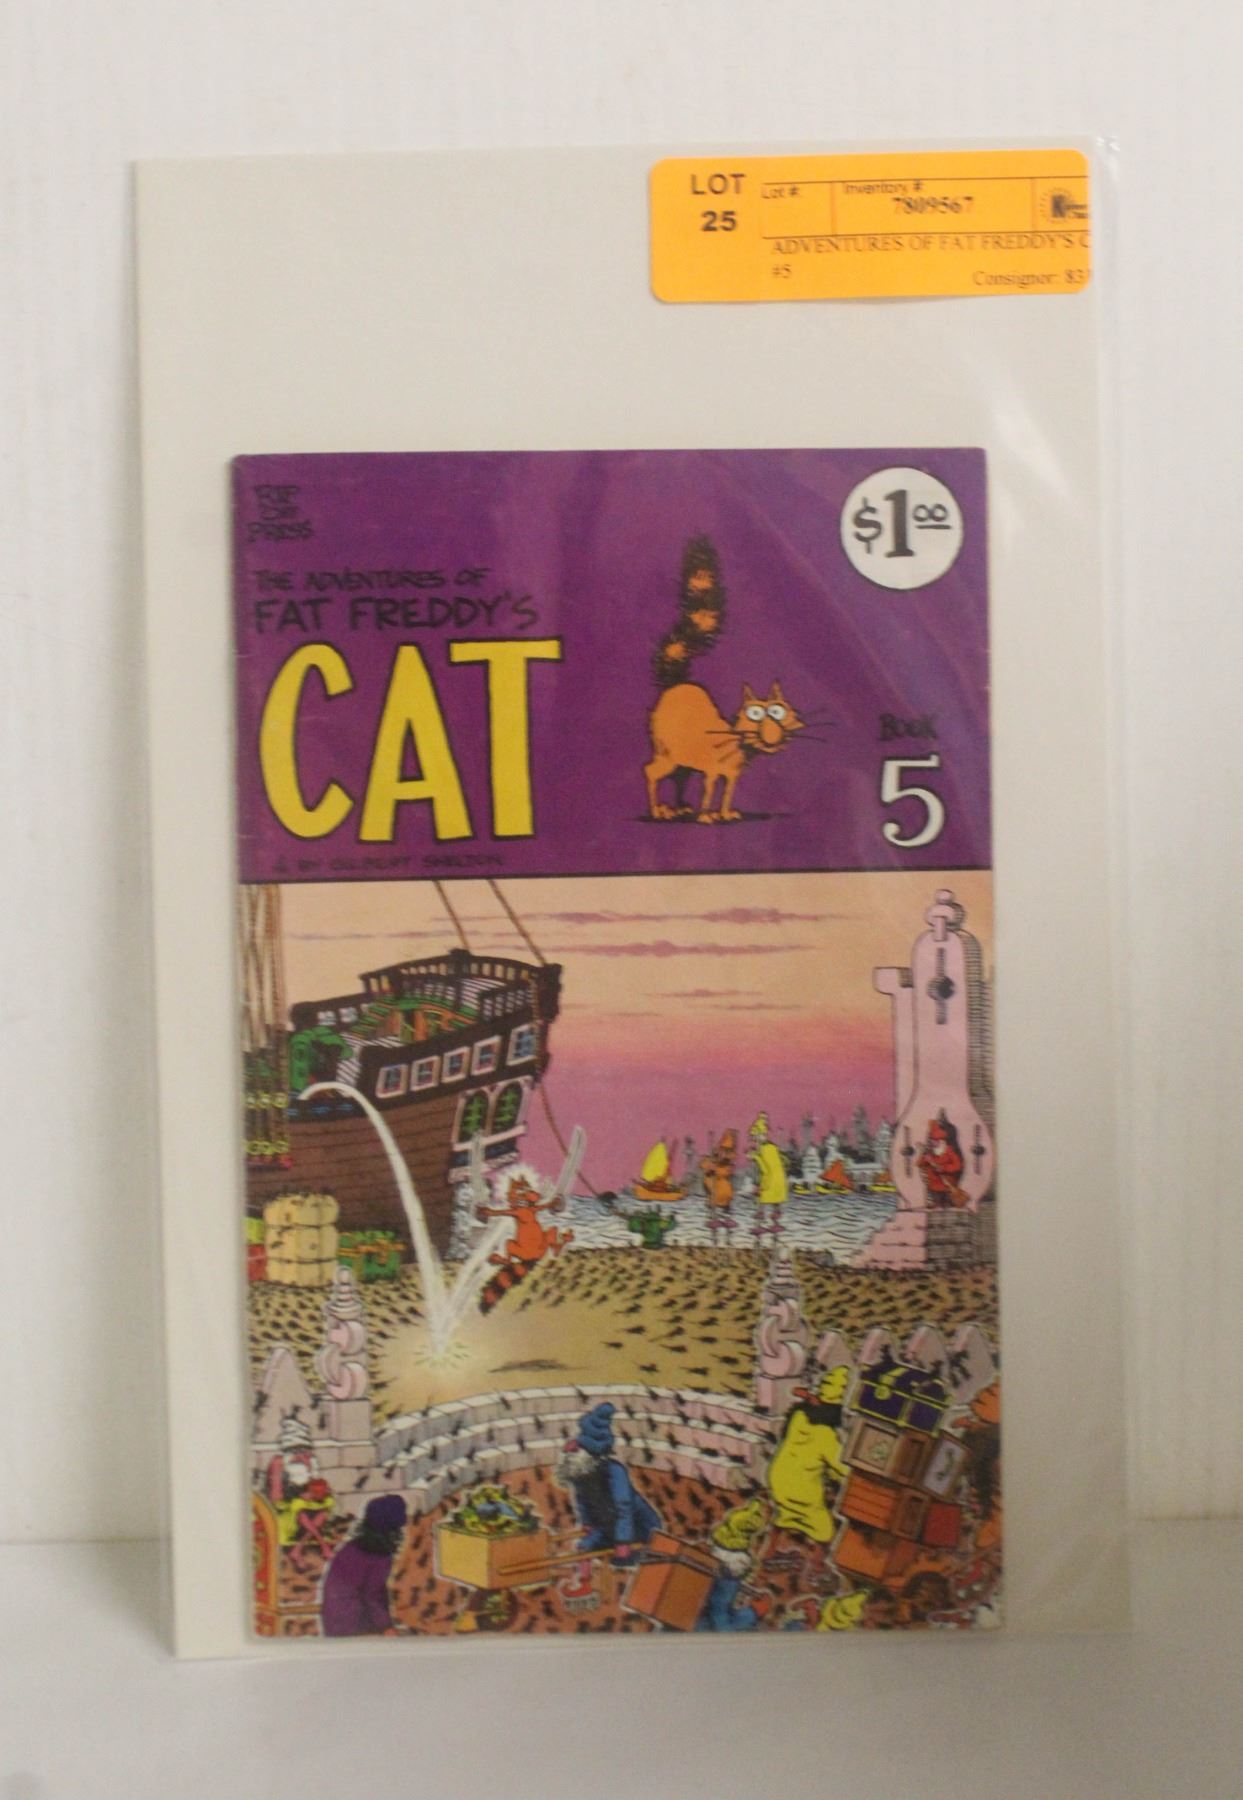 LOT
25
Lot #:
Inventory #
7809567
ADVENTURES OF FAT FREDDY'S C
#5
Consignor: 83
RIP
OFF
PRESS
$1.00
THE ADVENTURES OF
FAT FREDDY'S
CAT
BOOK
5
& BY GILBERT SHELTON